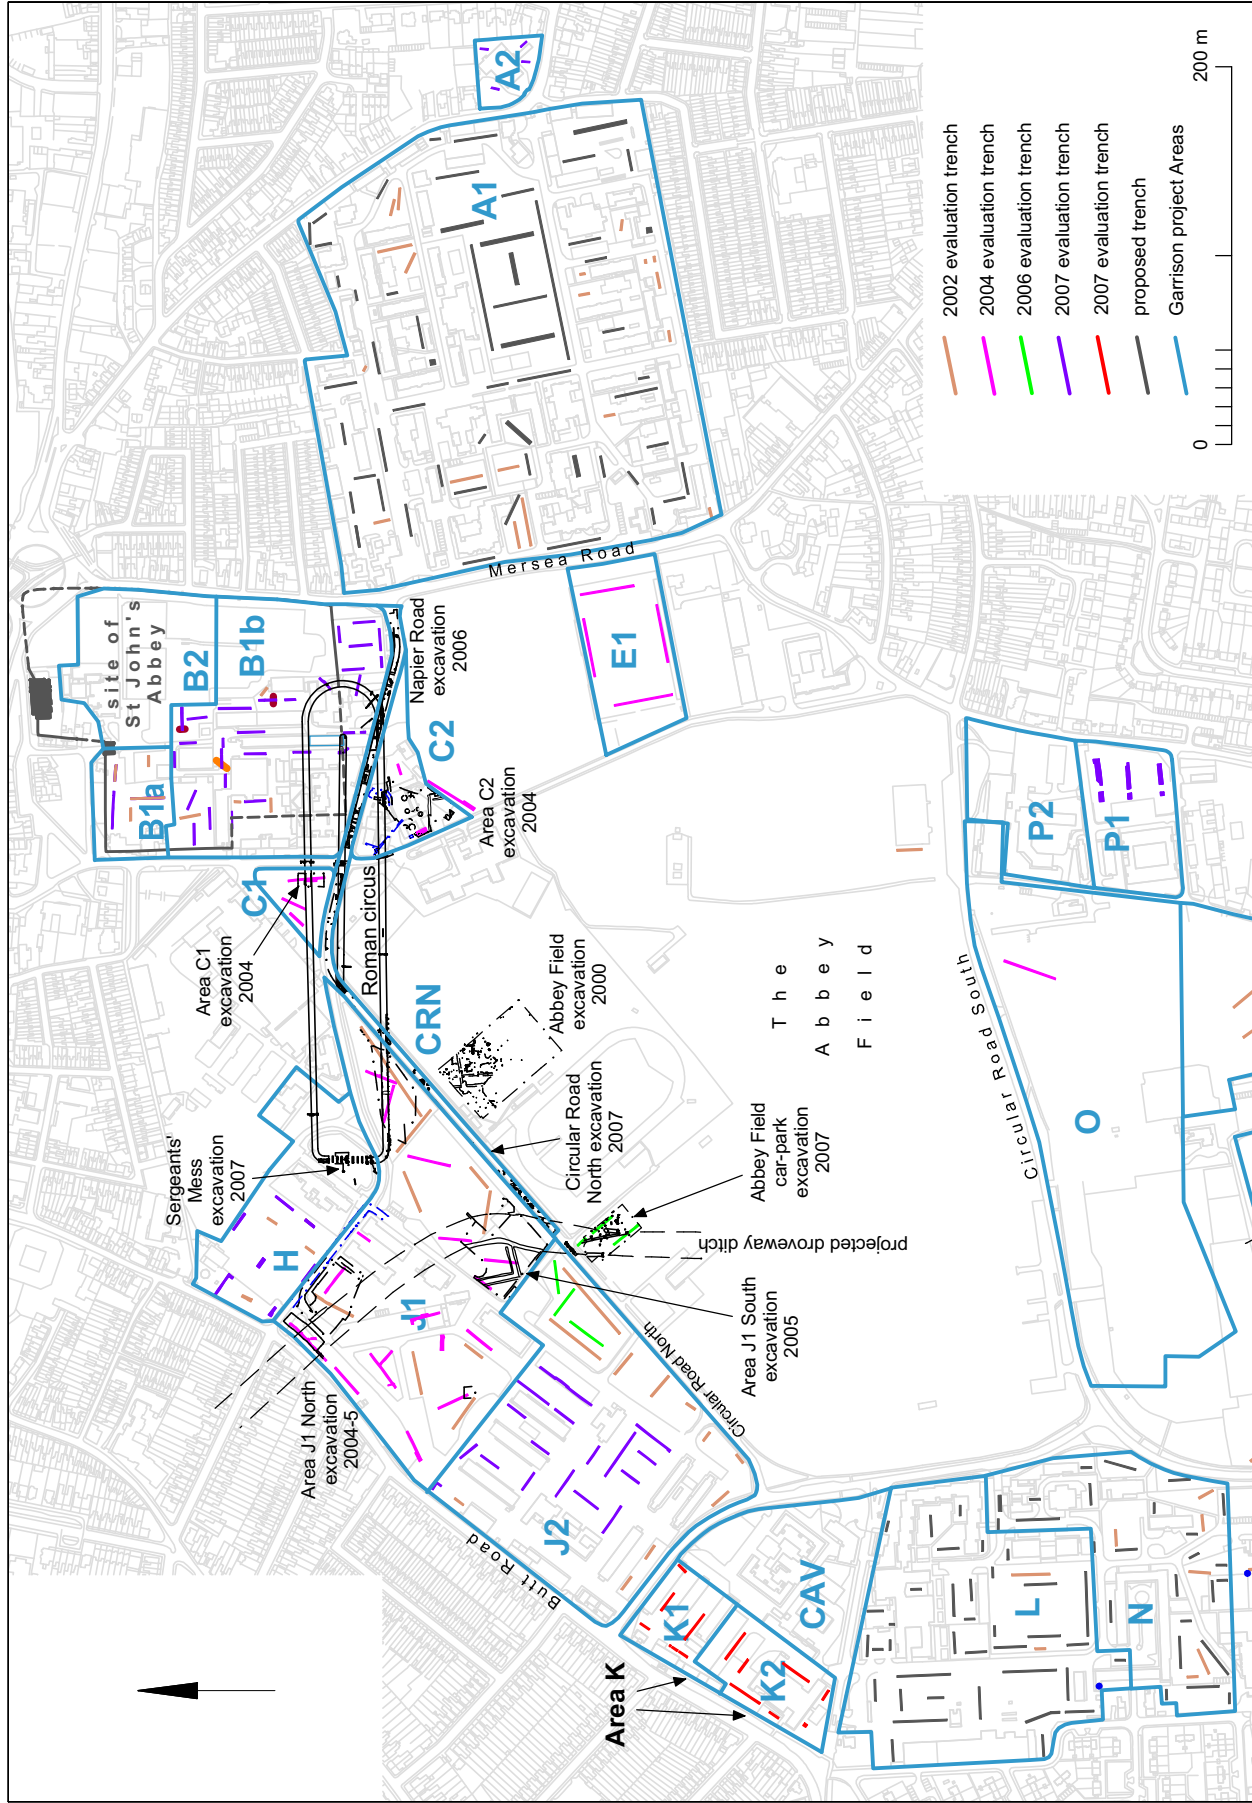 Area J1 North
excavation
2004-5
Sergeants'
Mess
excavation
2007
Area C1
excavation
2004
site of
St John's
Abbey
B1a
B2
B1b
C1
H
J1
Roman circus
CRN
Napier Road
excavation
2006
C2
Area C2
excavation
2004
Mersea Road
A1
A2
Abbey Field
excavation
2000
Circular Road
North excavation
2007
Abbey Field
car-park
excavation
2007
projected droveway ditch
Area J1 South
excavation
2005
Circular Road North
Butt Road
J2
Area K
K1
K2
CAV
The
Abbey
Field
E1
Circular Road South
O
P2
P1
L
N
2002 evaluation trench
2004 evaluation trench
2006 evaluation trench
2007 evaluation trench
2007 evaluation trench
proposed trench
Garrison project Areas
0
200 m